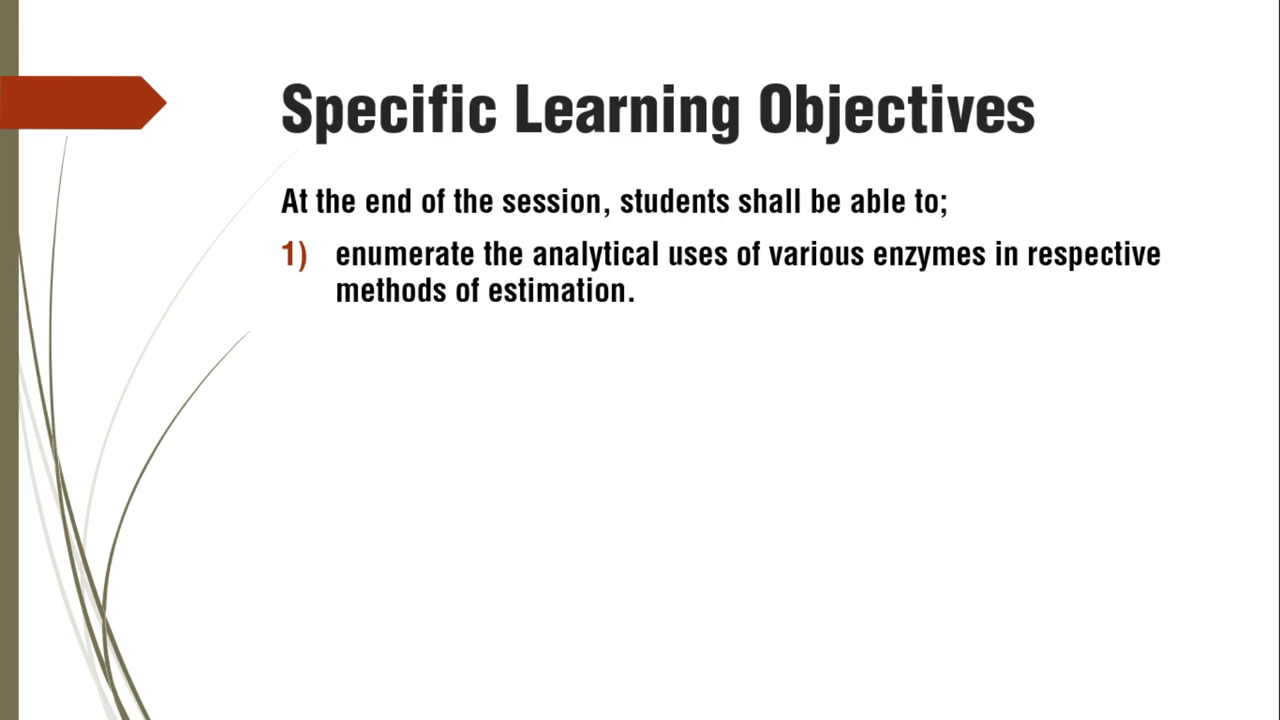 Specific Learning Objectives
At the end of the session, students shall be able to;
1) enumerate the analytical uses of various enzymes in respective
methods of estimation.